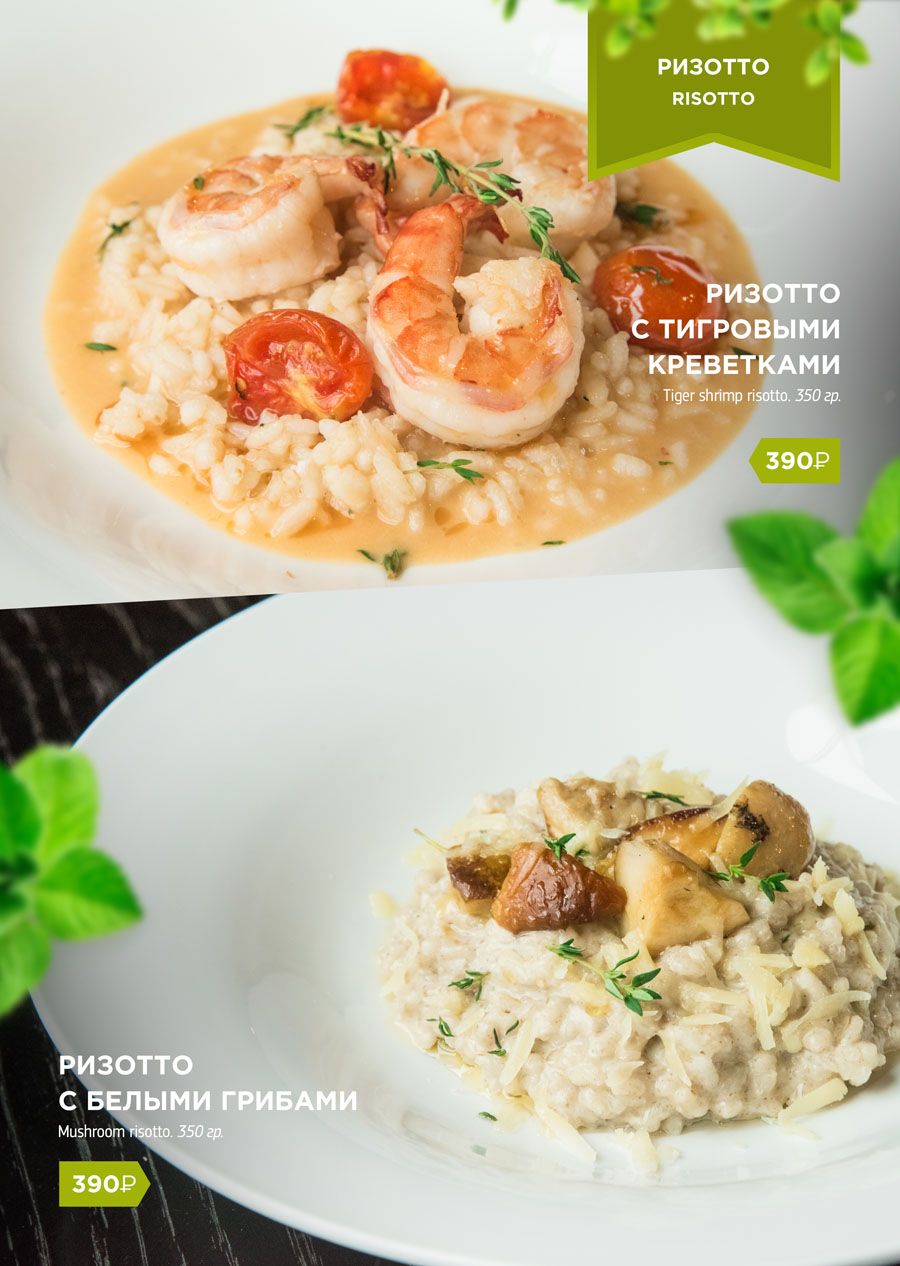 РИЗОТТО
RISOTTO
РИЗОТТО
С ТИГРОВЫМИ
КРЕВЕТКАМИ
Tiger shrimp risotto. 350 гр.
390₽
РИЗОТТО
С БЕЛЫМИ ГРИБАМИ
Mushroom risotto. 350 гр.
390₽